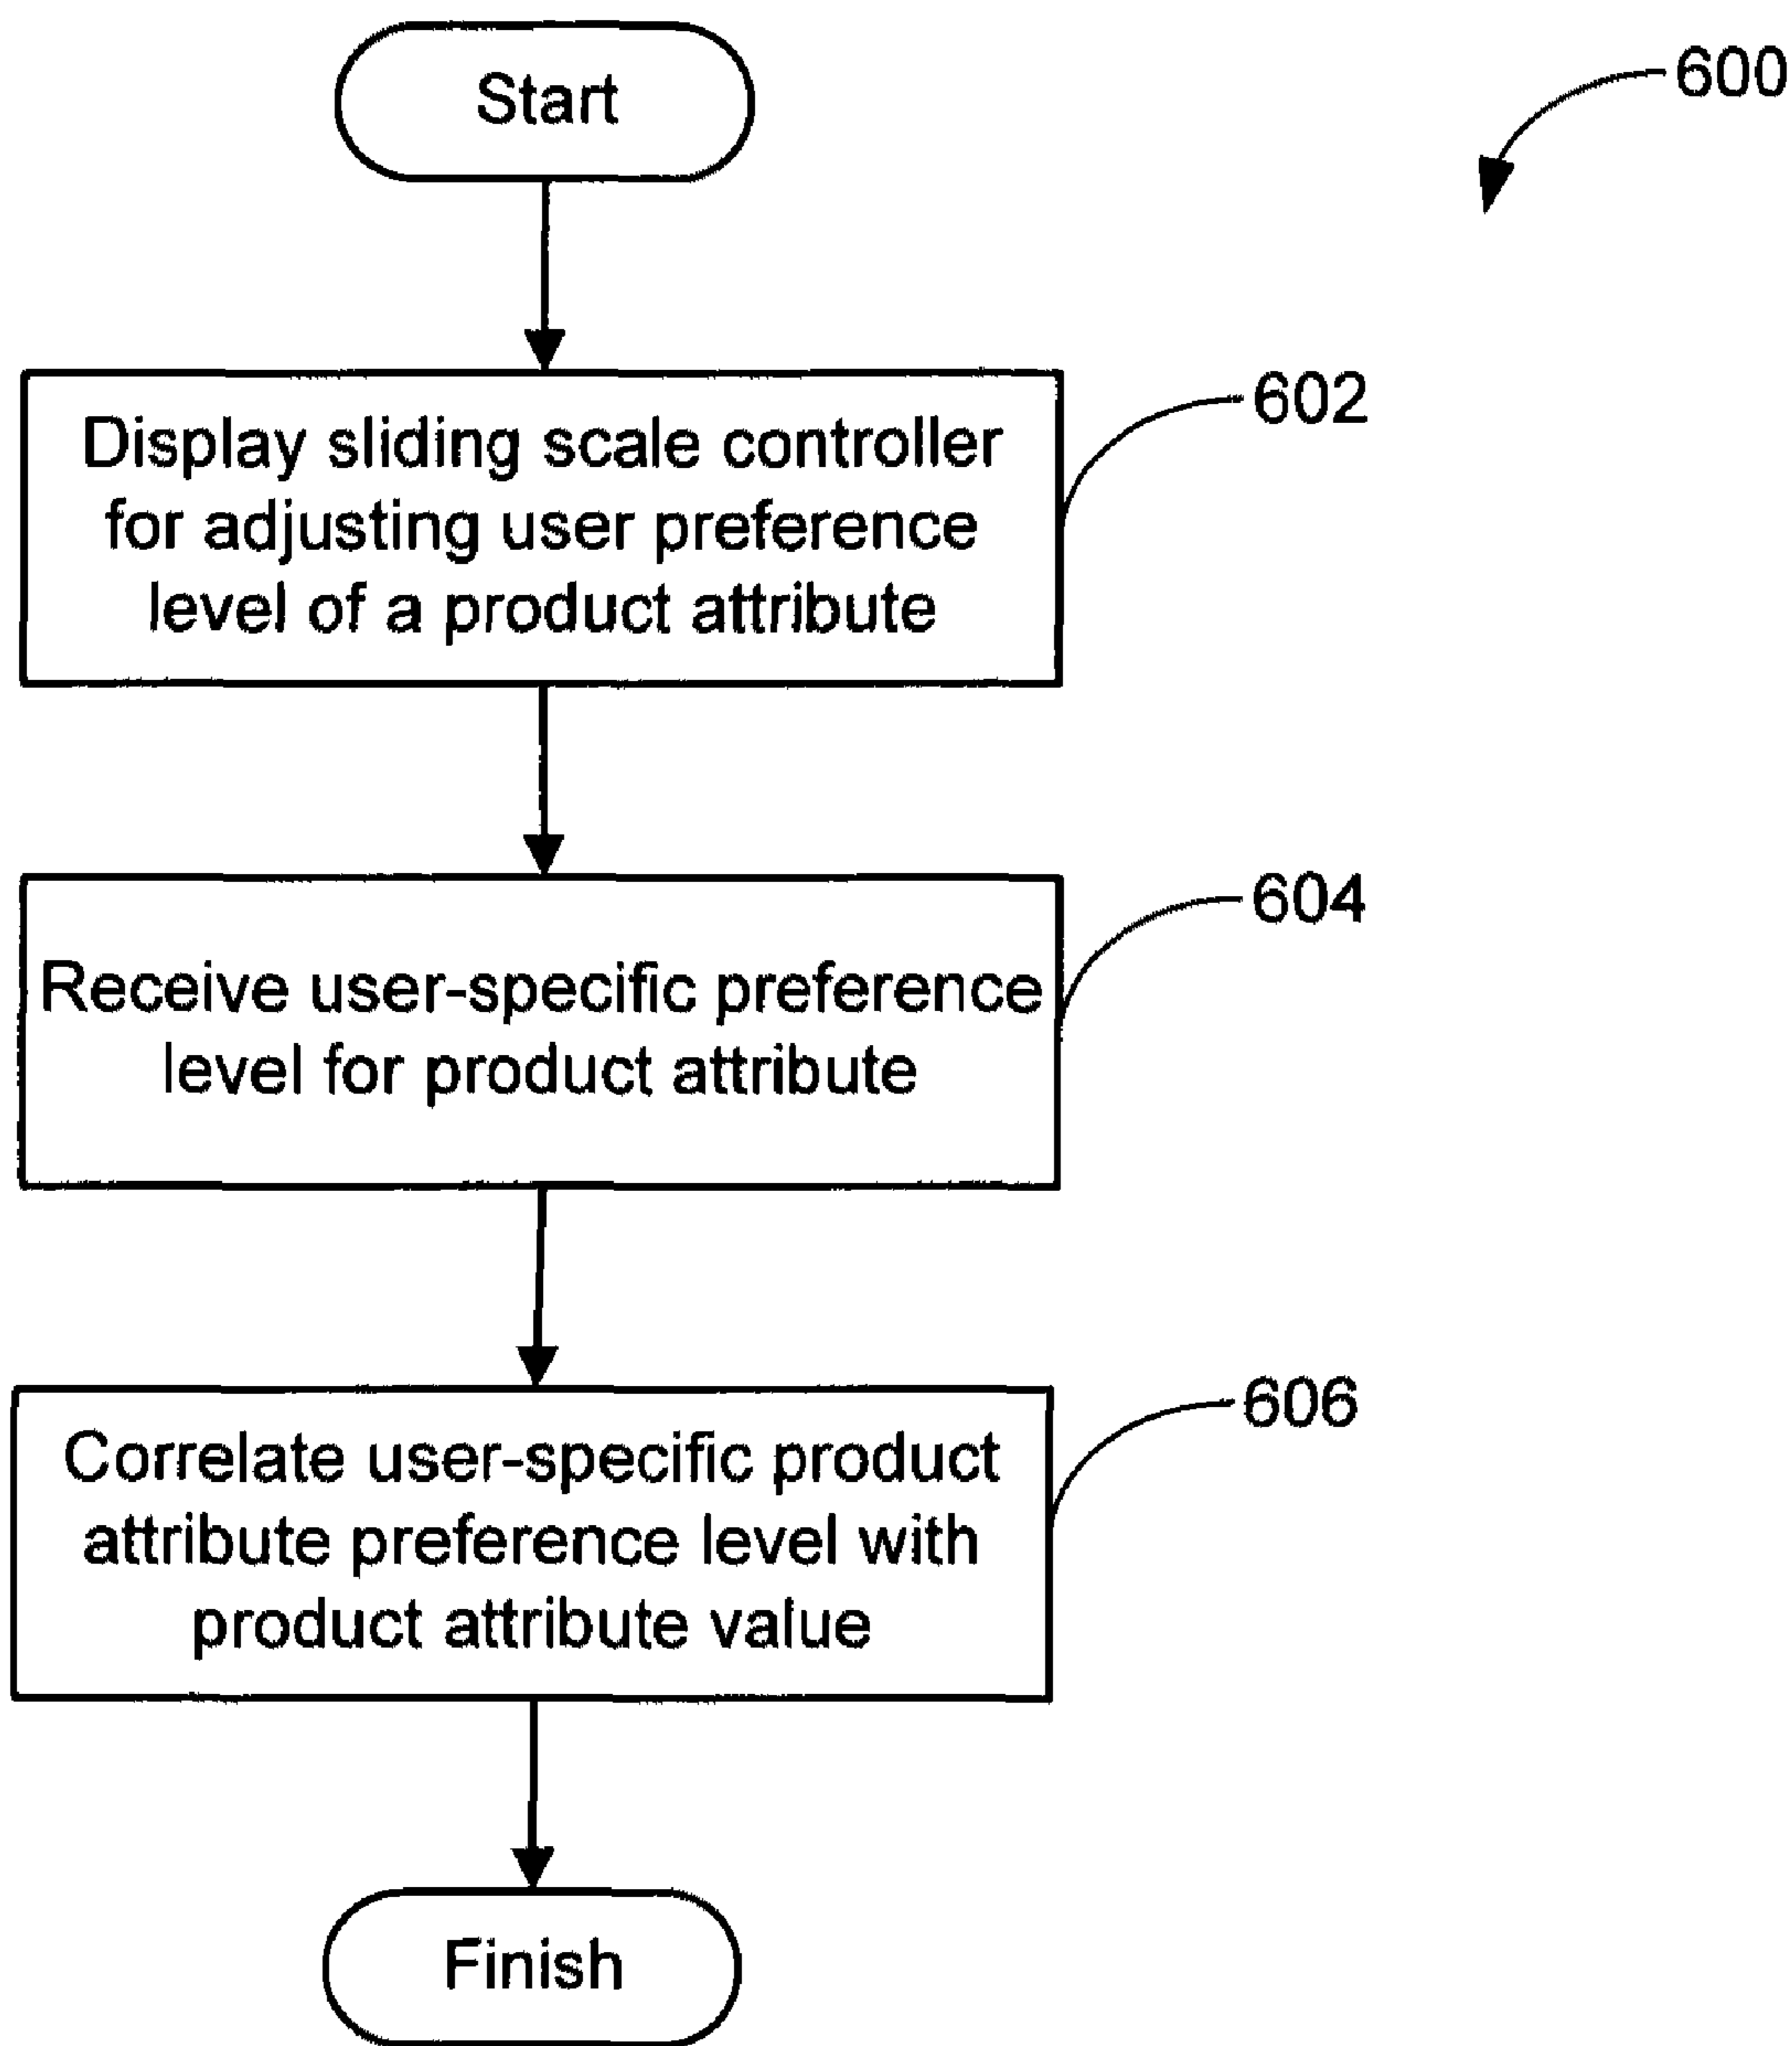 Start
600
Display sliding scale controller
for adjusting user preference
level of a product attribute
602
Receive user-specific preference
level for product attribute
604
Correlate user-specific product
attribute preference level with
product attribute value
606
Finish